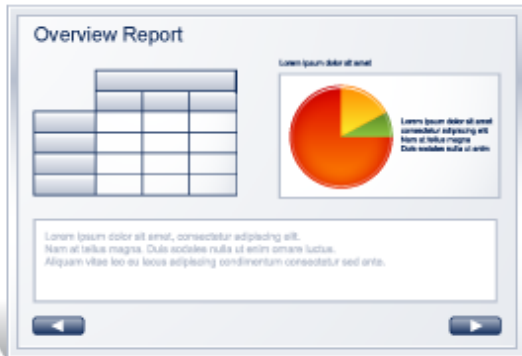 Overview Report
Lorem ipsum dolor sit amet
Lorem ipsum dolor sit amet
consectetur adipiscing elit
Nam at tellus magna
Duis sodales nulla ut enim
Lorem ipsum dolor sit amet, consectetur adipiscing elit.
Nam at tellus magna. Duis sodales nulla ut enim ornare luctus.
Aliquam vitae leo eu lacus adipiscing condimentum consectetur sed ante.